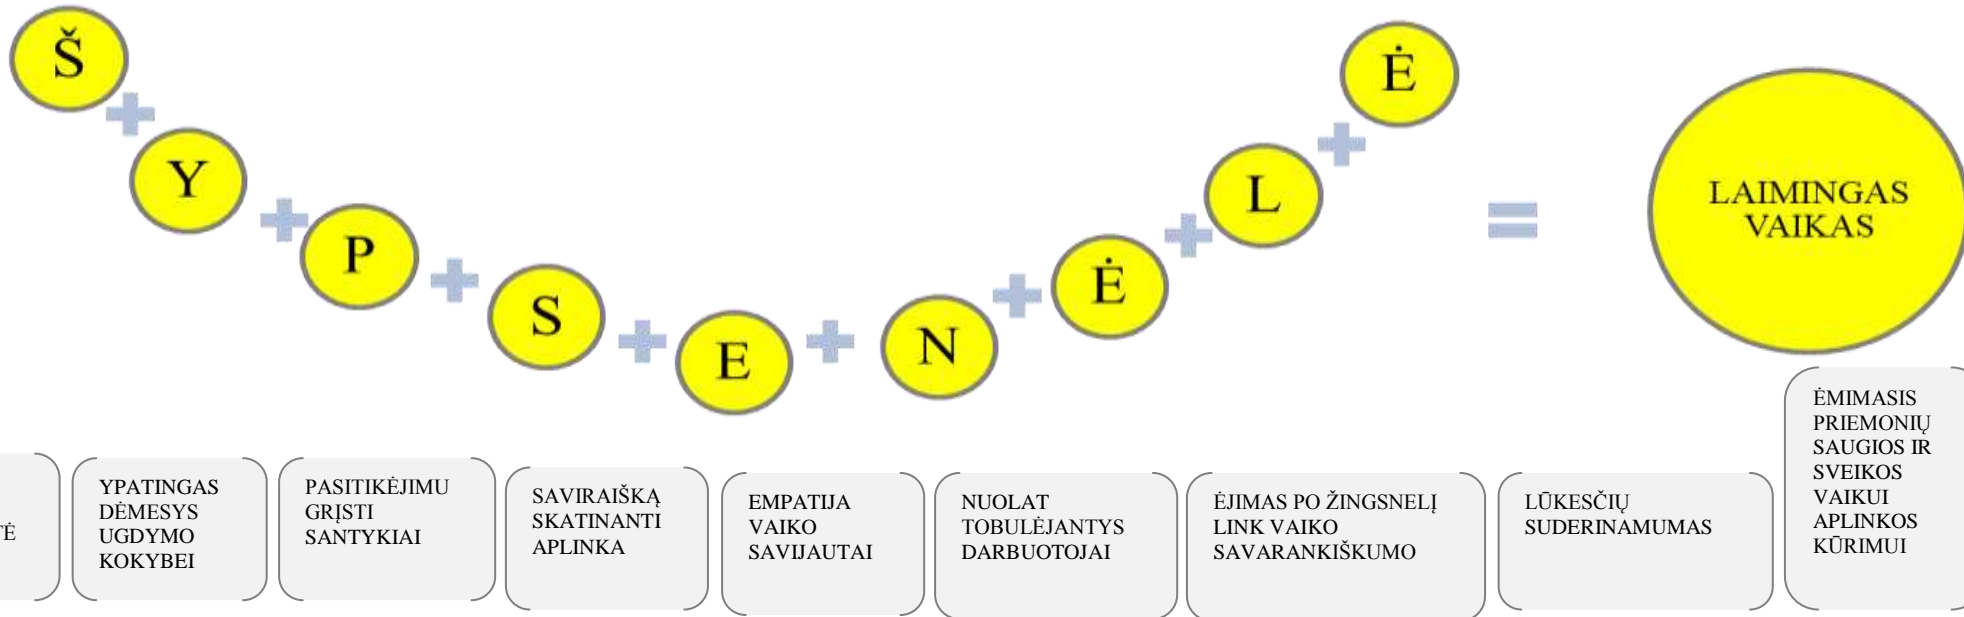 Š
Y
P
S
E
N
Ė
L
Ė
LAIMINGAS
VAIKAS
YPATINGAS
DĖMESYS
UGDYMO
KOKYBEI
PASITIKĖJIMU
GRĮSTI
SANTYKIAI
SAVIRAIŠKĄ
SKATINANTI
APLINKA
EMPATIJA
VAIKO
SAVIJAUTAI
NUOLAT
TOBULĖJANTYS
DARBUOTOJAI
ĖJIMAS PO ŽINGSNELĮ
LINK VAIKO
SAVARANKIŠKUMO
LŪKESČIŲ
SUDERINAMUMAS
ĖMIMASIS
PRIEMONIŲ
SAUGIOS IR
SVEIKOS
VAIKUI
APLINKOS
KŪRIMUI